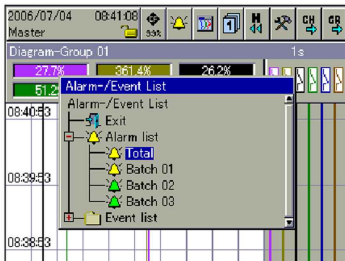 2006/07/04 08:41:08
Master 99%
H CH GR
Diagram-Group 01 1s
27.7% 361.4% 26.2%
51.2
Alarm-/Event List
Alarm-/Event List
Exit
Alarm list
Total
Batch 01
Batch 02
Batch 03
Event list
08:40:53
08:39:53
08:38:53